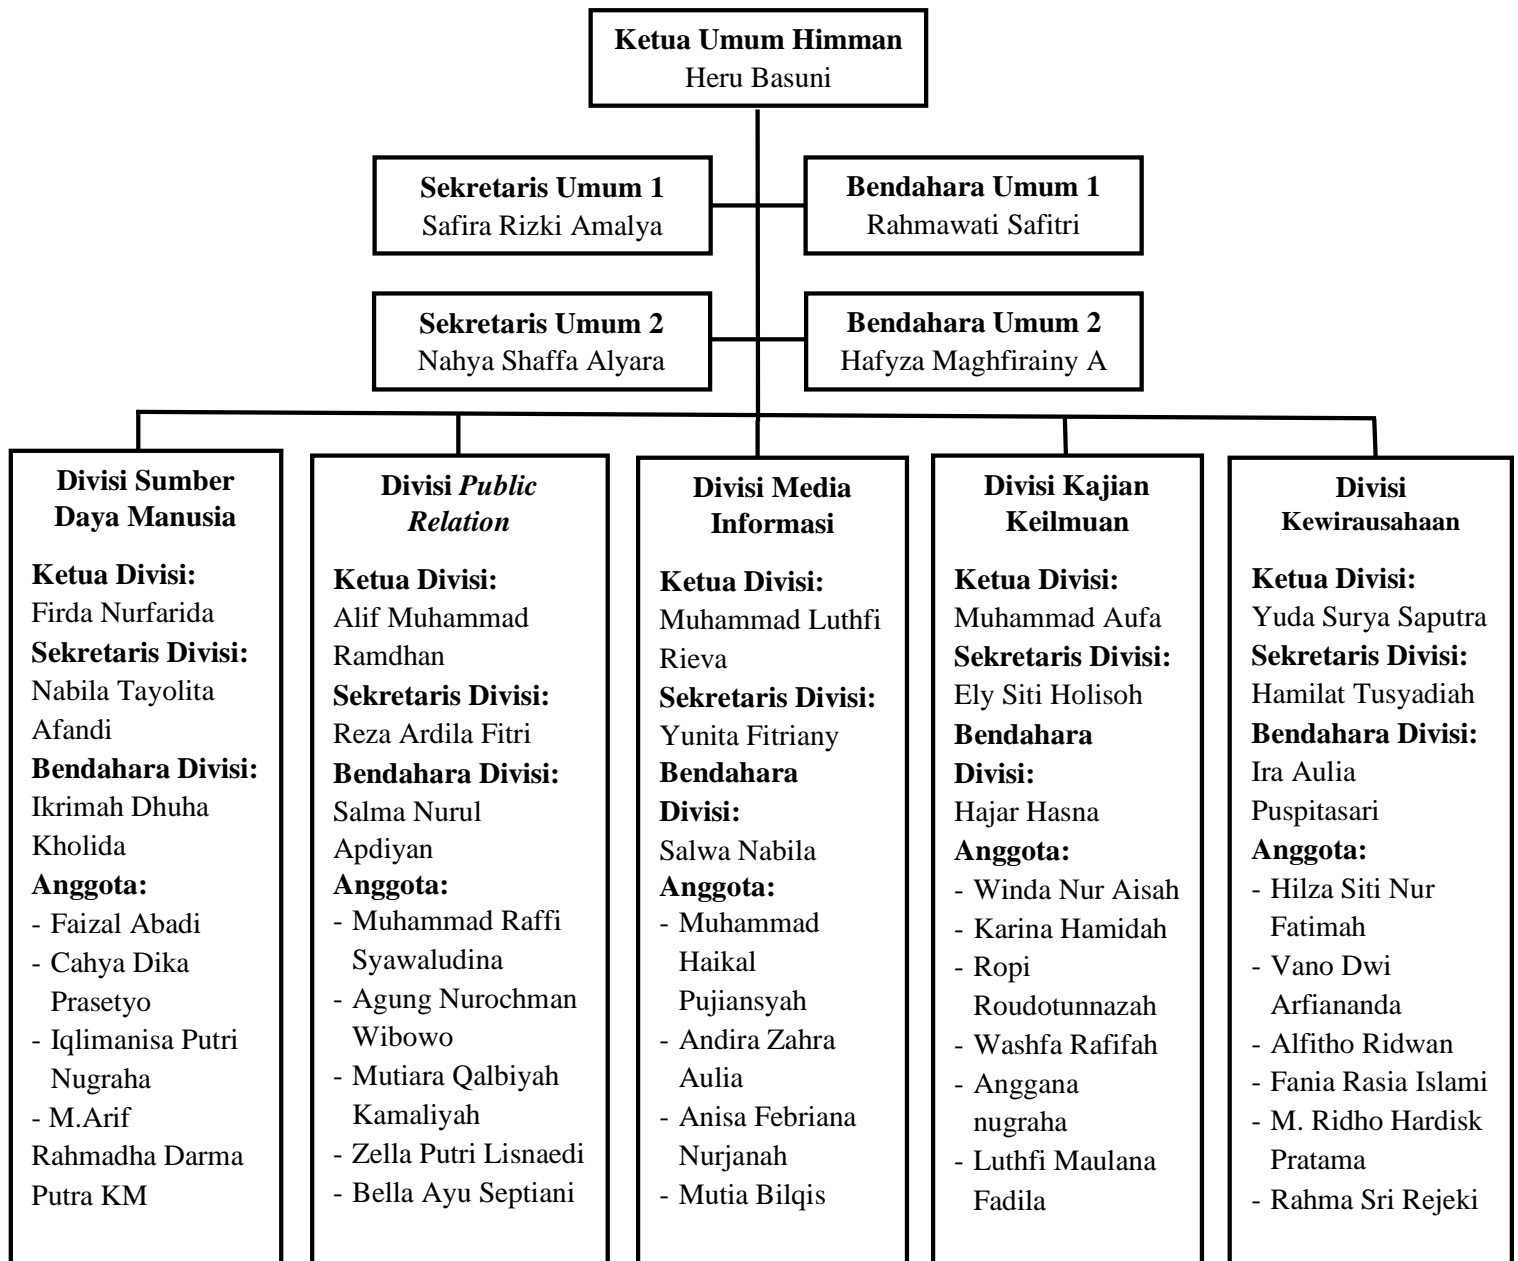 Ketua Umum Himman
Heru Basuni
Sekretaris Umum 1
Safira Rizki Amalya
Bendahara Umum 1
Rahmawati Safitri
Sekretaris Umum 2
Nahya Shaffa Alyara
Bendahara Umum 2
Hafyza Maghfirainy A
Divisi Sumber
Daya Manusia
Ketua Divisi:
Firda Nurfarida
Sekretaris Divisi:
Nabila Tayolita
Afandi
Bendahara Divisi:
Ikrimah Dhuha
Kholida
Anggota:
- Faizal Abadi
- Cahya Dika
Prasetyo
- Iqlimanisa Putri
Nugraha
- M.Arif
Rahmadha Darma
Putra KM
Divisi Public
Relation
Ketua Divisi:
Alif Muhammad
Ramdhan
Sekretaris Divisi:
Reza Ardila Fitri
Bendahara Divisi:
Salma Nurul
Apdiyan
Anggota:
- Muhammad Raffi
Syawaludina
- Agung Nurochman
Wibowo
- Mutiara Qalbiyah
Kamaliyah
- Zella Putri Lisnaedi
- Bella Ayu Septiani
Divisi Media
Informasi
Ketua Divisi:
Muhammad Luthfi
Rieva
Sekretaris Divisi:
Yunita Fitriany
Bendahara
Divisi:
Salwa Nabila
Anggota:
- Muhammad
Haikal
Pujiansyah
- Andira Zahra
Aulia
- Anisa Febriana
Nurjanah
- Mutia Bilqis
Divisi Kajian
Keilmuan
Ketua Divisi:
Muhammad Aufa
Sekretaris Divisi:
Ely Siti Holisoh
Bendahara
Divisi:
Hajar Hasna
Anggota:
- Winda Nur Aisah
- Karina Hamidah
- Ropi
Roudotunnazah
- Washfa Rafifah
- Anggana
nugraha
- Luthfi Maulana
Fadila
Divisi
Kewirausahaan
Ketua Divisi:
Yuda Surya Saputra
Sekretaris Divisi:
Hamilat Tusyadiah
Bendahara Divisi:
Ira Aulia
Puspitasari
Anggota:
- Hilza Siti Nur
Fatimah
- Vano Dwi
Arfiananda
- Alfitho Ridwan
- Fania Rasia Islami
- M. Ridho Hardisk
Pratama
- Rahma Sri Rejeki